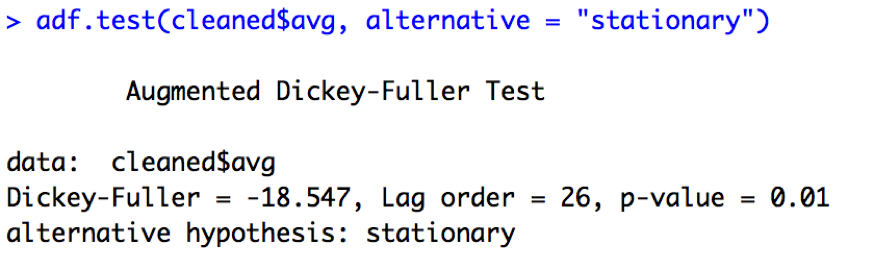 > adf.test(cleaned$avg, alternative = "stationary")
Augmented Dickey-Fuller Test
data:  cleaned$avg
Dickey-Fuller = -18.547, Lag order = 26, p-value = 0.01
alternative hypothesis: stationary